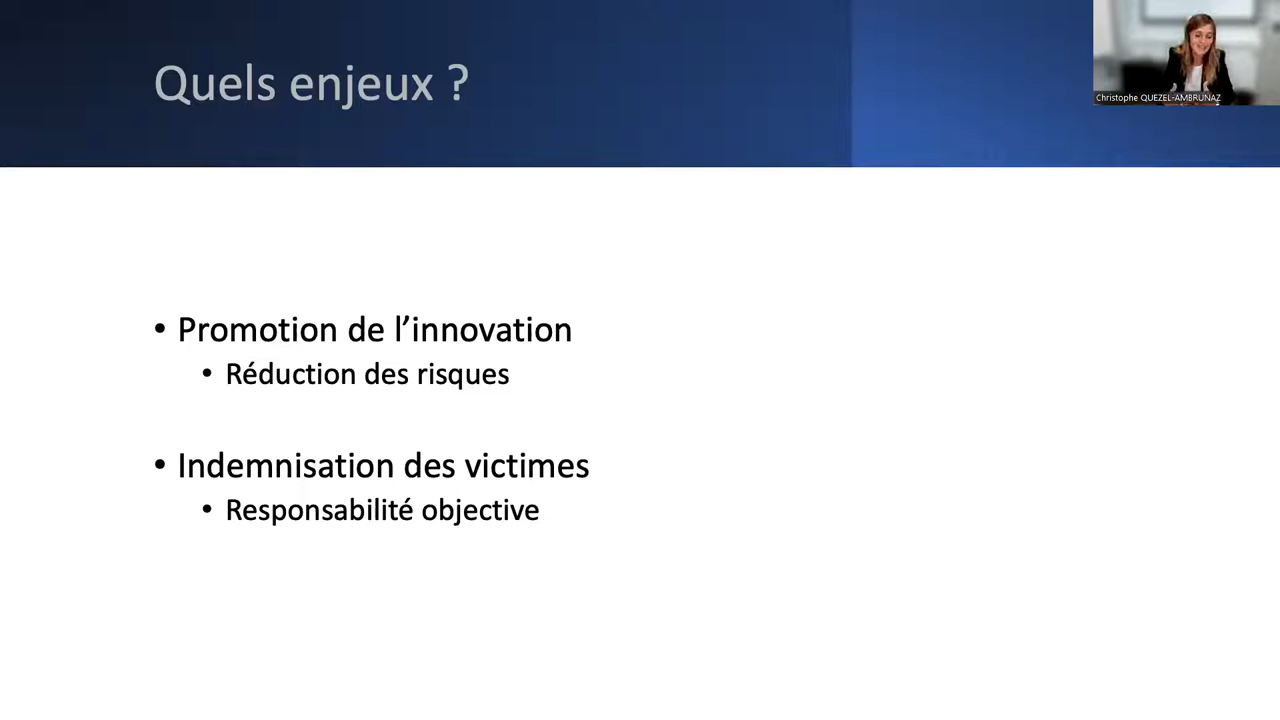 Quels enjeux ?
Christophe QUEZEL-AMBRUNAZ
• Promotion de l’innovation
• Réduction des risques
• Indemnisation des victimes
• Responsabilité objective